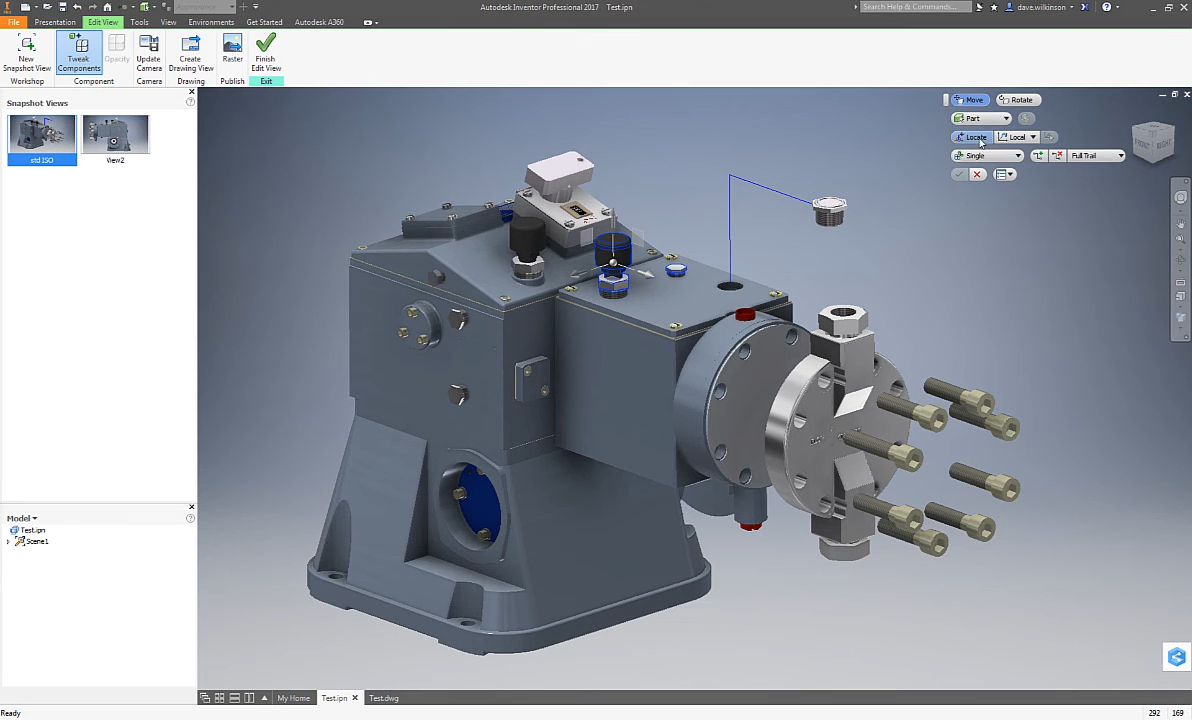 Appearance
Autodesk Inventor Professional 2017   Test.ipn
Search Help & Commands...
dave.wilkinson
File   Presentation   Edit View   Tools   View   Environments   Get Started   Autodesk A360
New Snapshot View
Tweak Components
Opacity
Update Camera
Create Drawing View
Raster
Finish Edit View
Workshop   Component   Camera   Drawing   Publish   Exit
Snapshot Views
std ISO   View2
Move   Rotate
Part
Locate   Local
Single   Full Trail
FRONT   RIGHT
Model
Test.ipn
Scene1
My Home   Test.ipn   Test.dwg
Ready   292   169